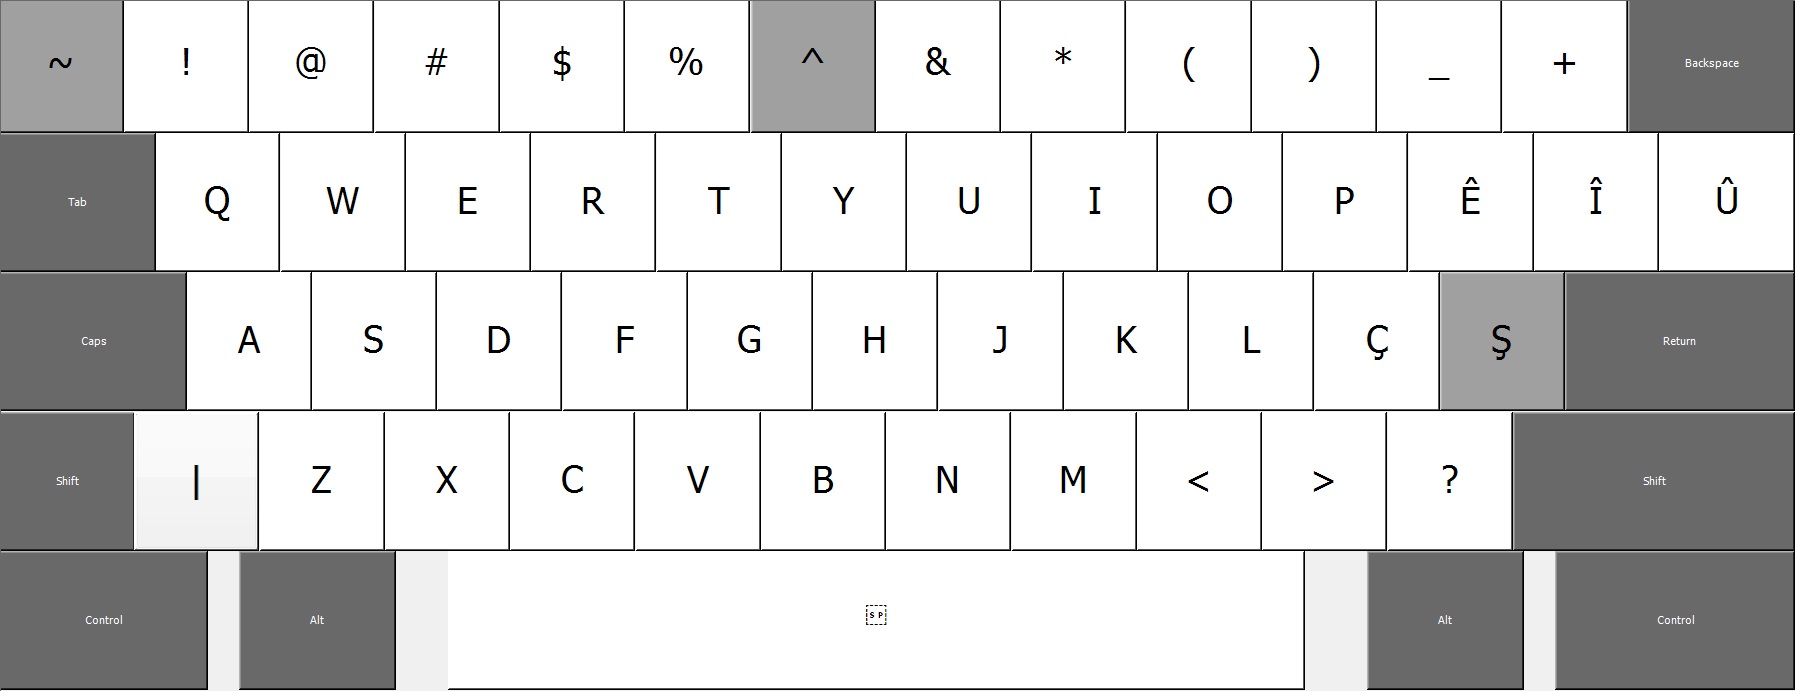 ~ ! @ # $ % ^ & * ( ) _ + Backspace
Tab Q W E R T Y U I O P Ê Î Û
Caps A S D F G H J K L Ç Ş Return
Shift | Z X C V B N M < > ? Shift
Control Alt SP Alt Control